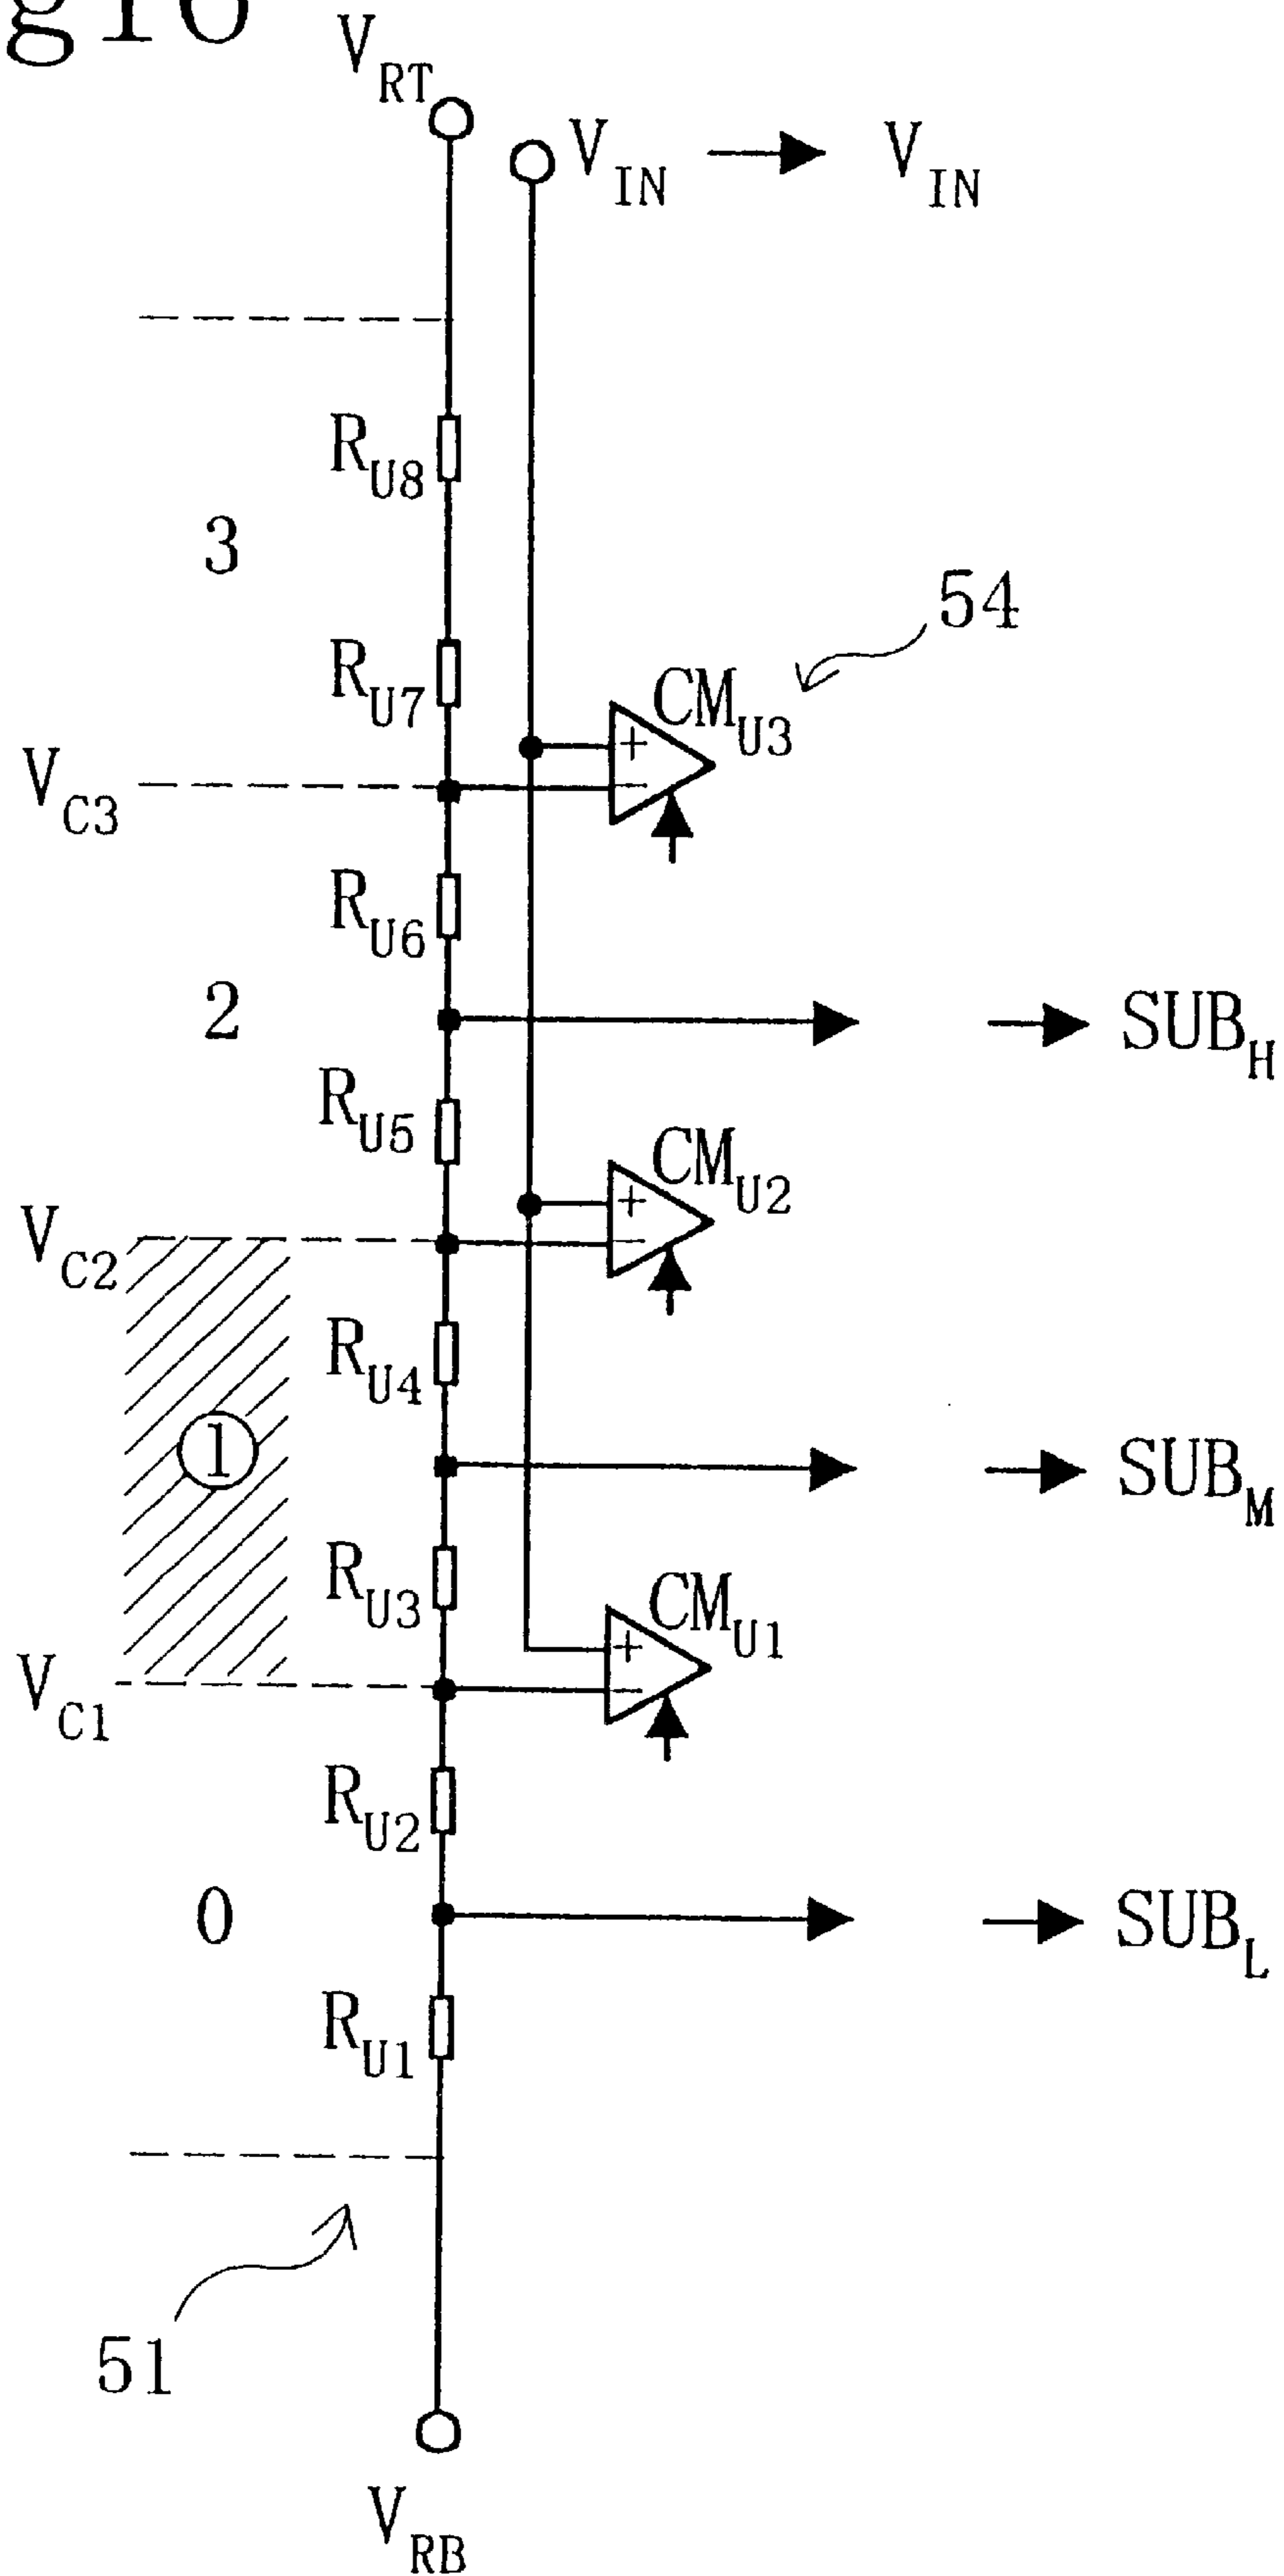 g16
V_RT
V_IN → V_IN
R_U8
3
54
R_U7
CM_U3
+
V_C3
−
R_U6
2
SUB_H
R_U5
CM_U2
+
V_C2
−
R_U4
①
SUB_M
R_U3
CM_U1
+
V_C1
−
R_U2
0
SUB_L
R_U1
51
V_RB